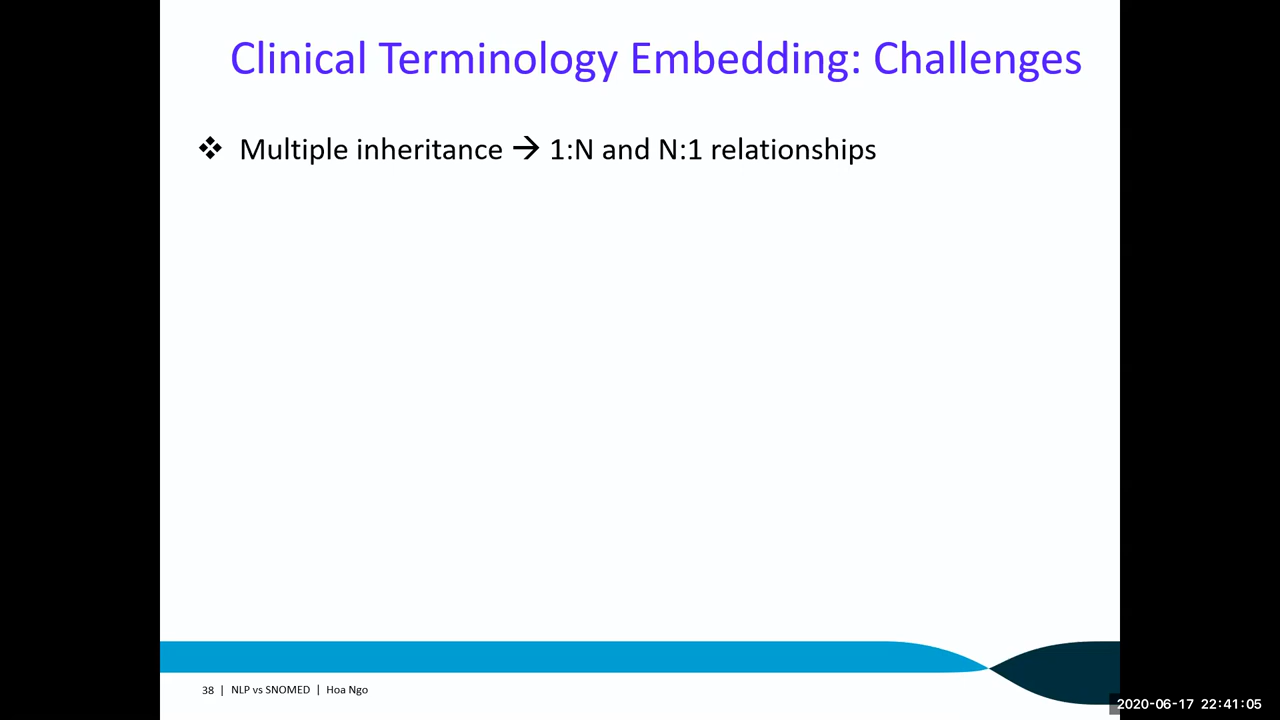 Clinical Terminology Embedding: Challenges
❖ Multiple inheritance → 1:N and N:1 relationships
38 | NLP vs SNOMED | Hoa Ngo
2020-06-17 22:41:05